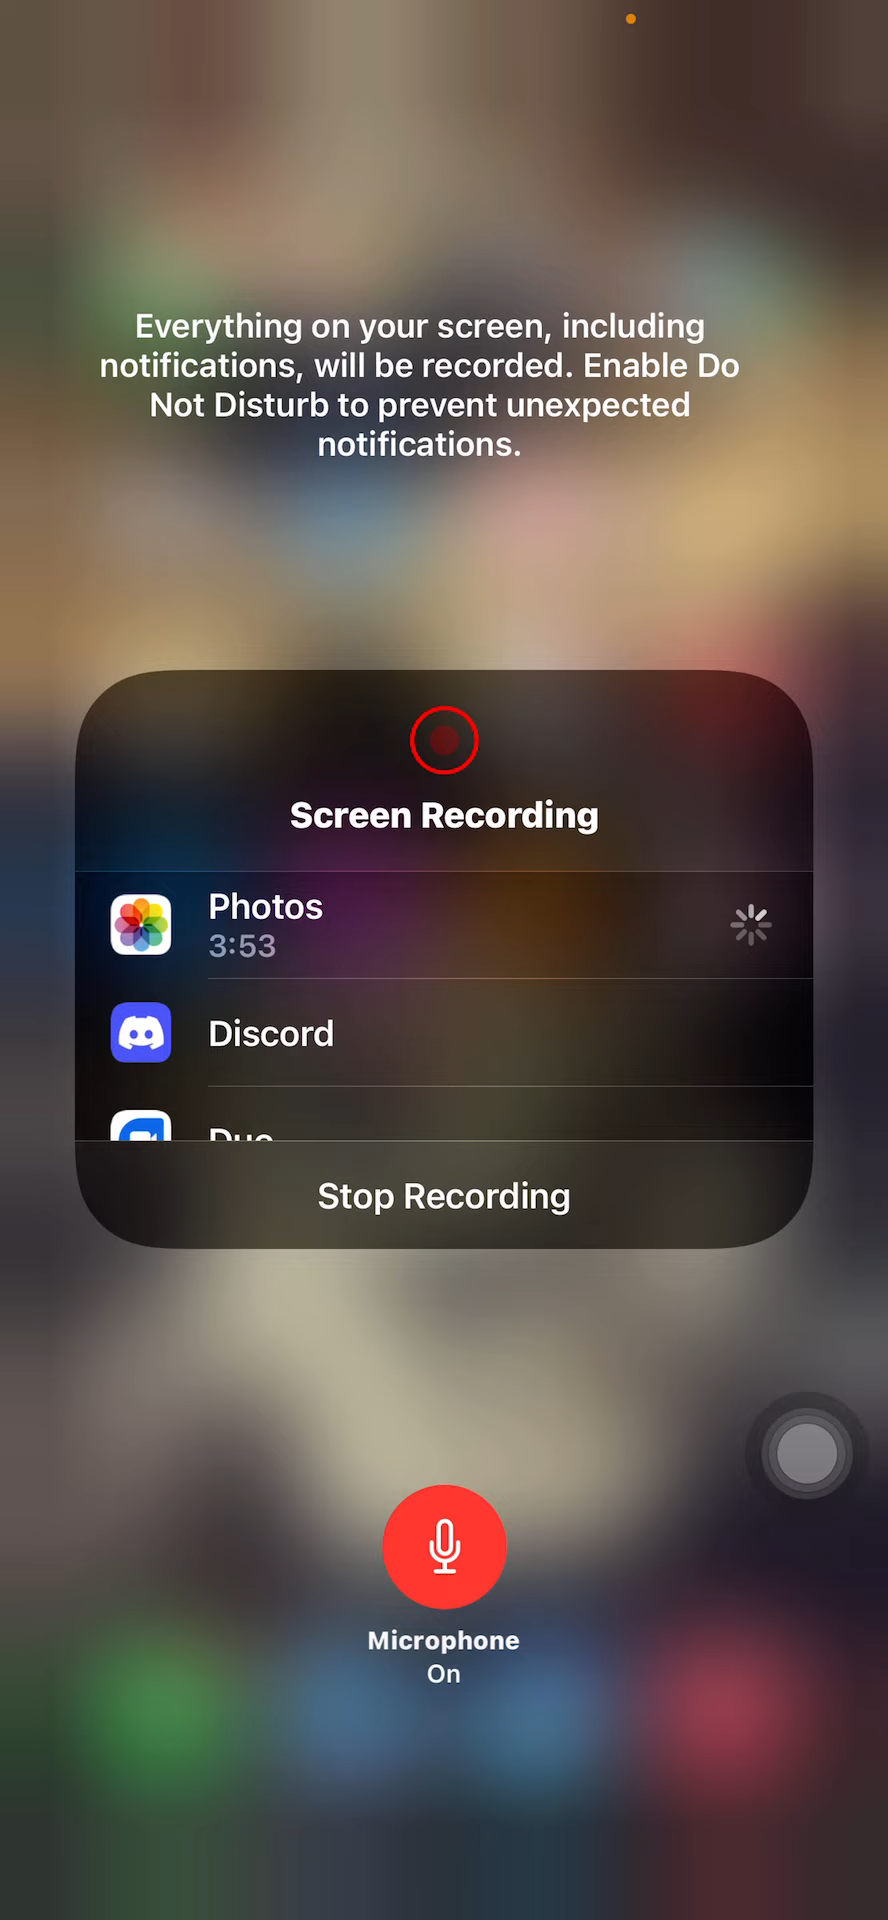 Everything on your screen, including
notifications, will be recorded. Enable Do
Not Disturb to prevent unexpected
notifications.
Screen Recording
Photos
3:53
Discord
Duo
Stop Recording
Microphone
On